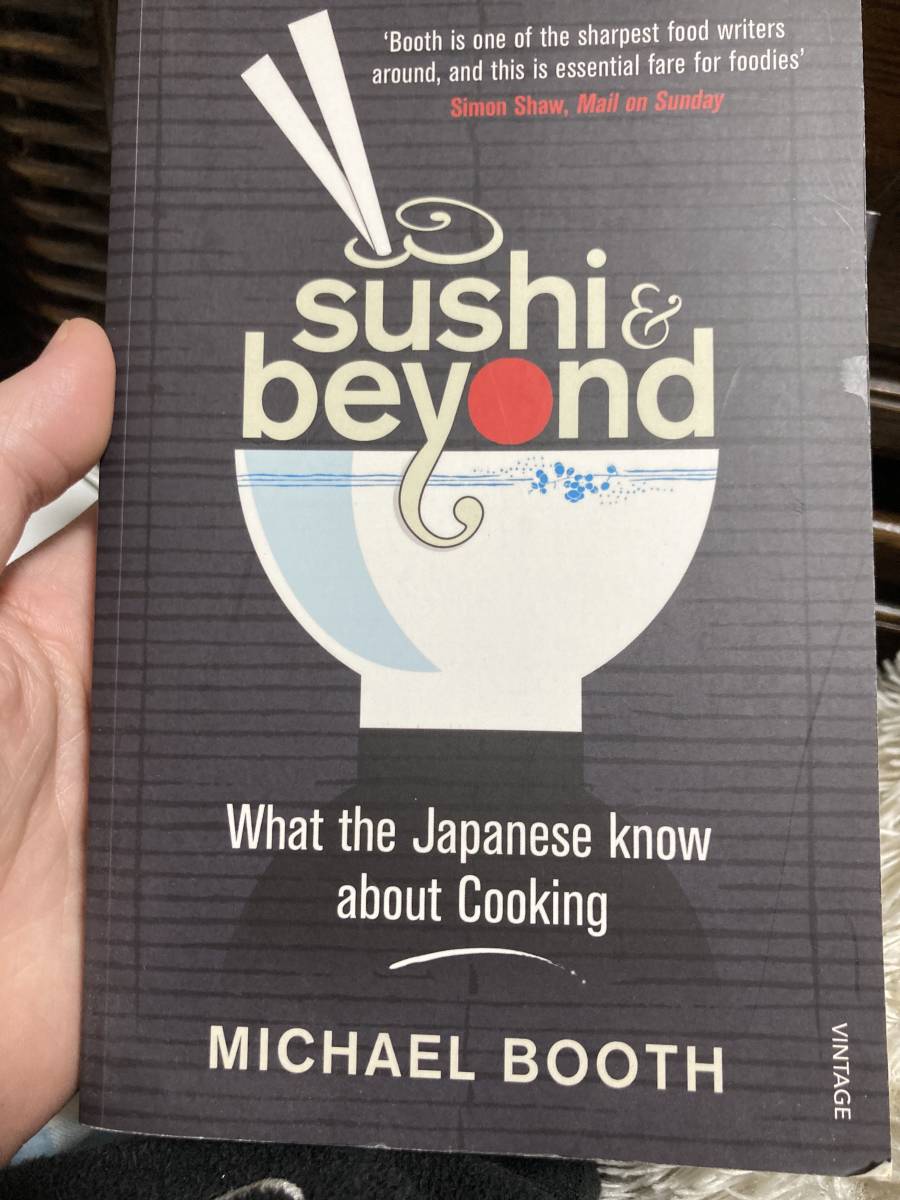 ‘Booth is one of the sharpest food writers
around, and this is essential fare for foodies’
Simon Shaw, Mail on Sunday
sushi &
beyond
What the Japanese know
about Cooking
MICHAEL BOOTH
VINTAGE